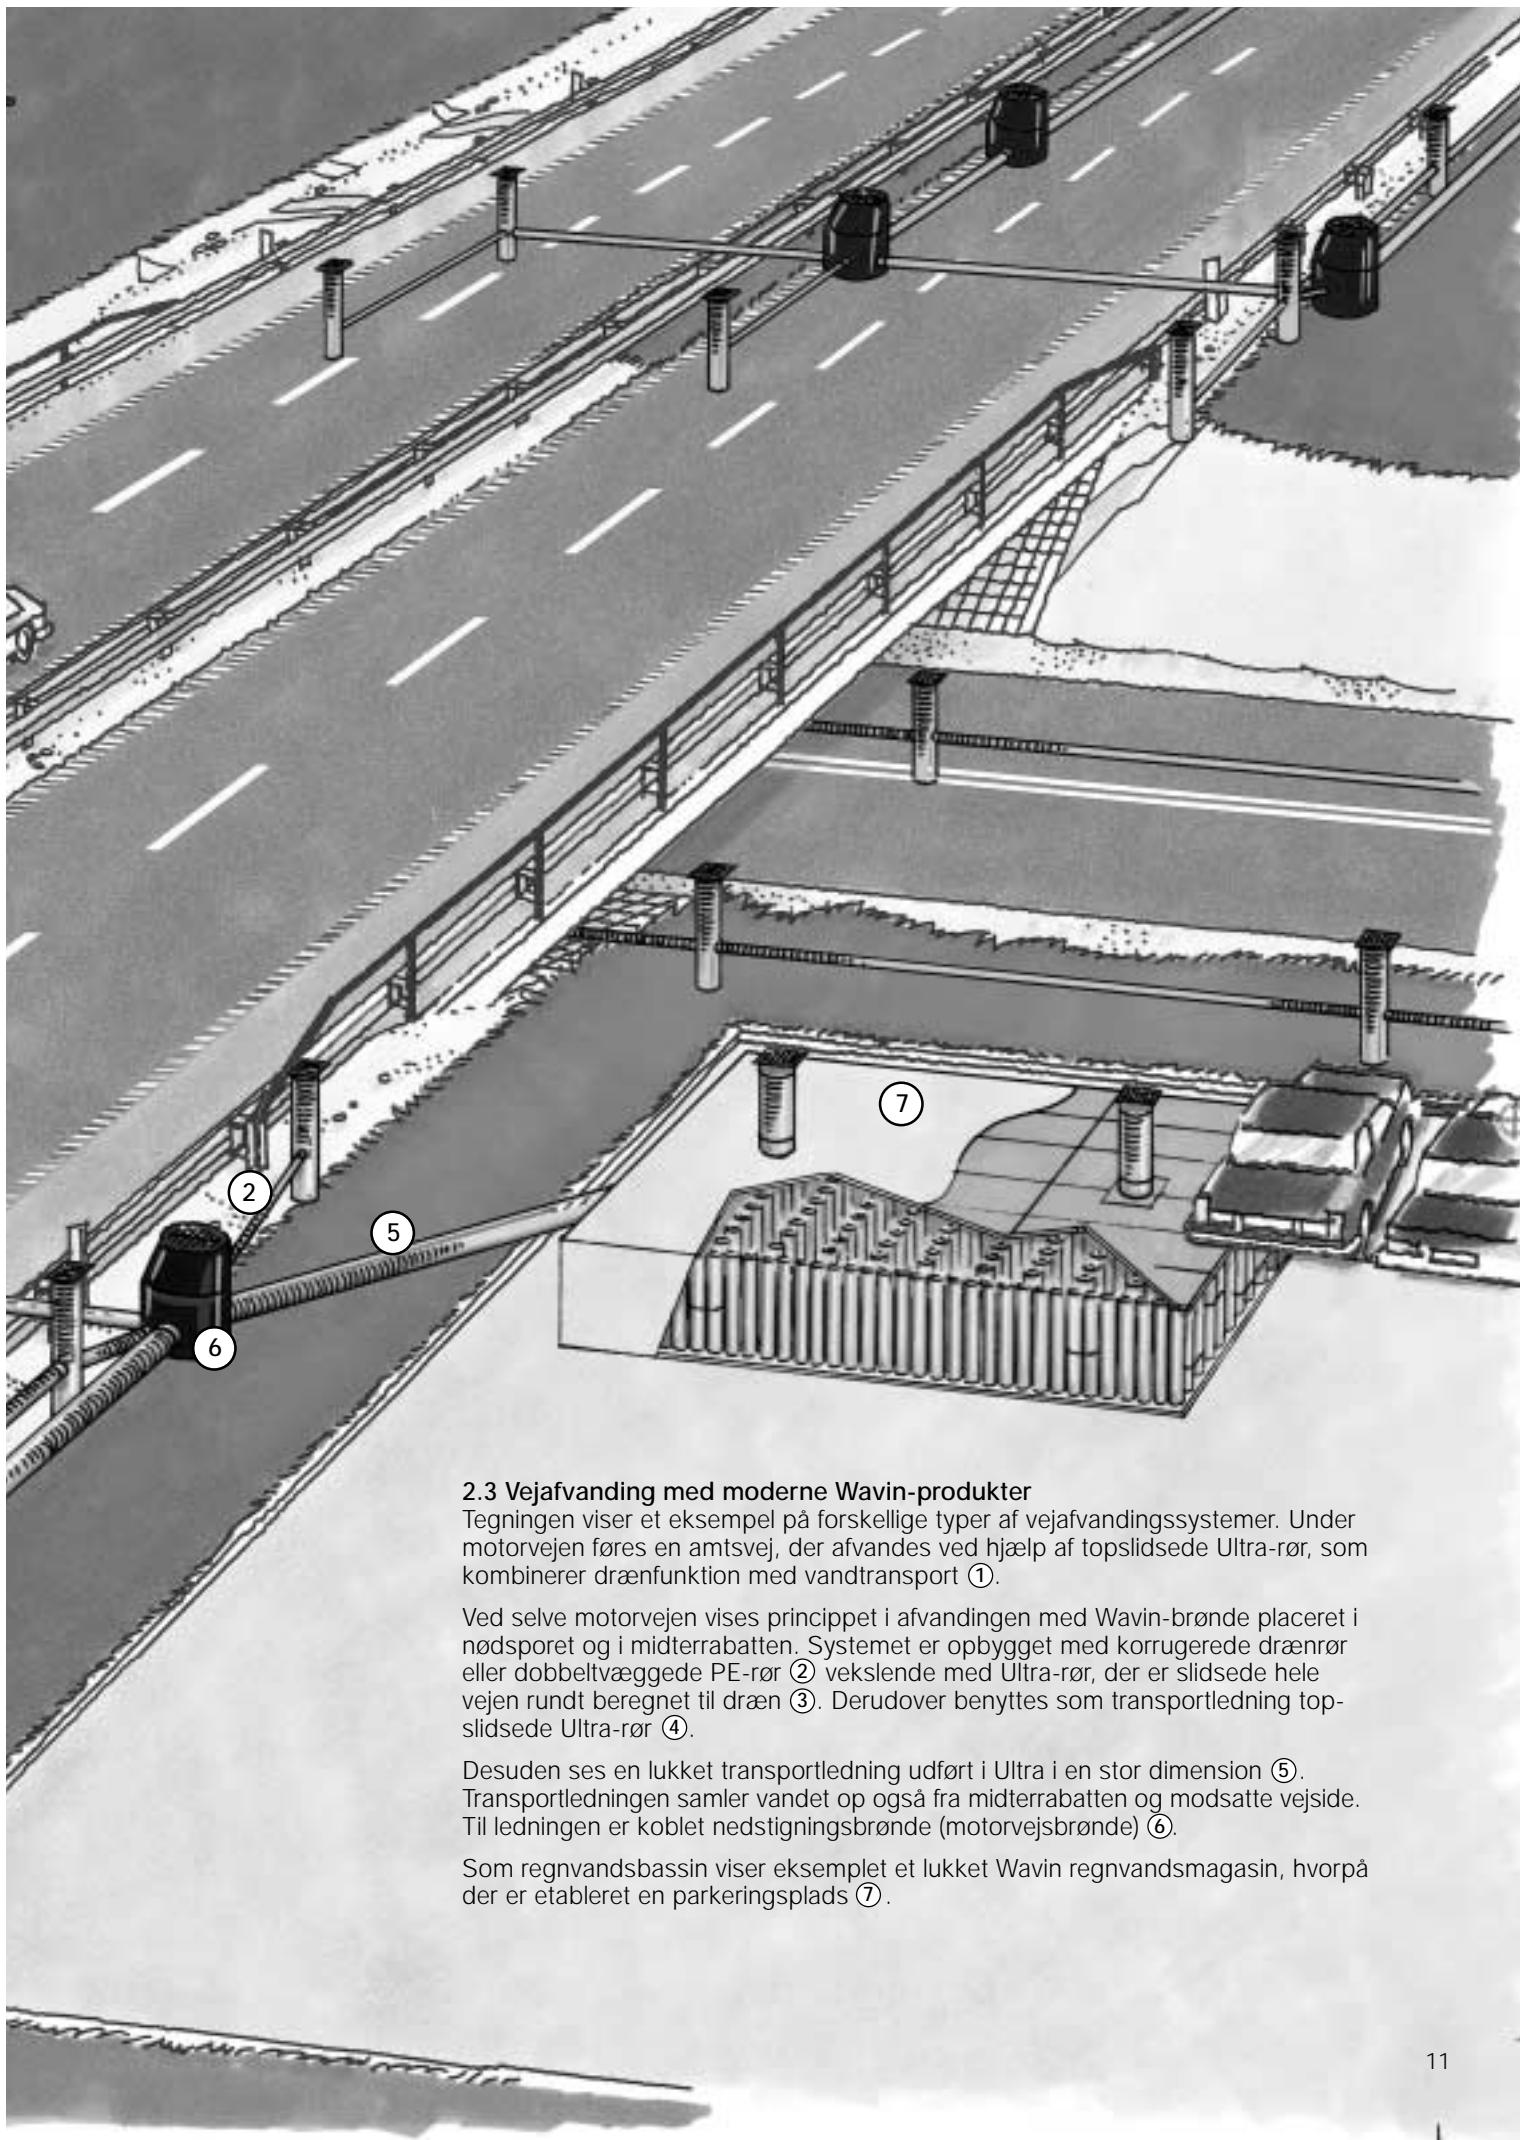 7
2
5
6
2.3 Vejafvanding med moderne Wavin-produkter
Tegningen viser et eksempel på forskellige typer af vejafvandingssystemer. Under
motorvejen føres en amtsvej, der afvandes ved hjælp af topslidsede Ultra-rør, som
kombinerer drænfunktion med vandtransport ①.
Ved selve motorvejen vises princippet i afvandingen med Wavin-brønde placeret i
nødsporet og i midterrabatten. Systemet er opbygget med korrugerede drænrør
eller dobbeltvæggede PE-rør ② vekslende med Ultra-rør, der er slidsede hele
vejen rundt beregnet til dræn ③. Derudover benyttes som transportledning top-
slidsede Ultra-rør ④.
Desuden ses en lukket transportledning udført i Ultra i en stor dimension ⑤.
Transportledningen samler vandet op også fra midterrabatten og modsatte vejside.
Til ledningen er koblet nedstigningsbrønde (motorvejsbrønde) ⑥.
Som regnvandsbassin viser eksemplet et lukket Wavin regnvandsmagasin, hvorpå
der er etableret en parkeringsplads ⑦.
11